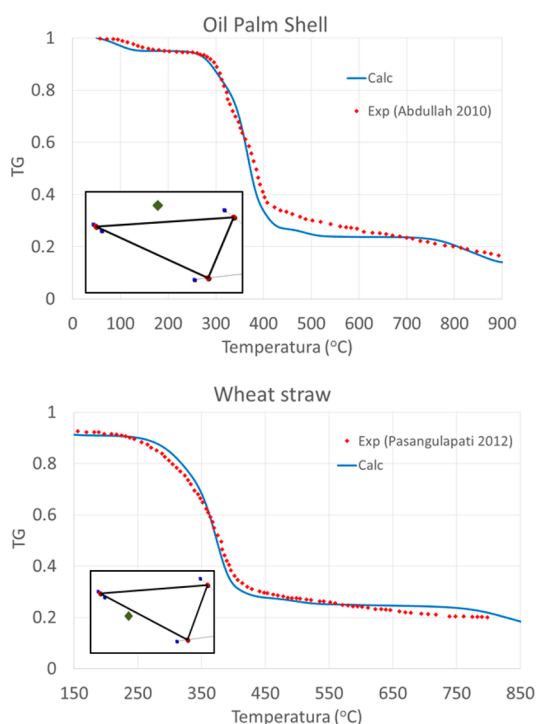 Oil Palm Shell
1
0.8
0.6
0.4
0.2
0
TG
Calc
Exp (Abdullah 2010)
0 100 200 300 400 500 600 700 800 900
Temperatura (°C)
Wheat straw
1
0.8
0.6
0.4
0.2
0
TG
Exp (Pasangulapati 2012)
Calc
150 250 350 450 550 650 750 850
Temperatura (°C)